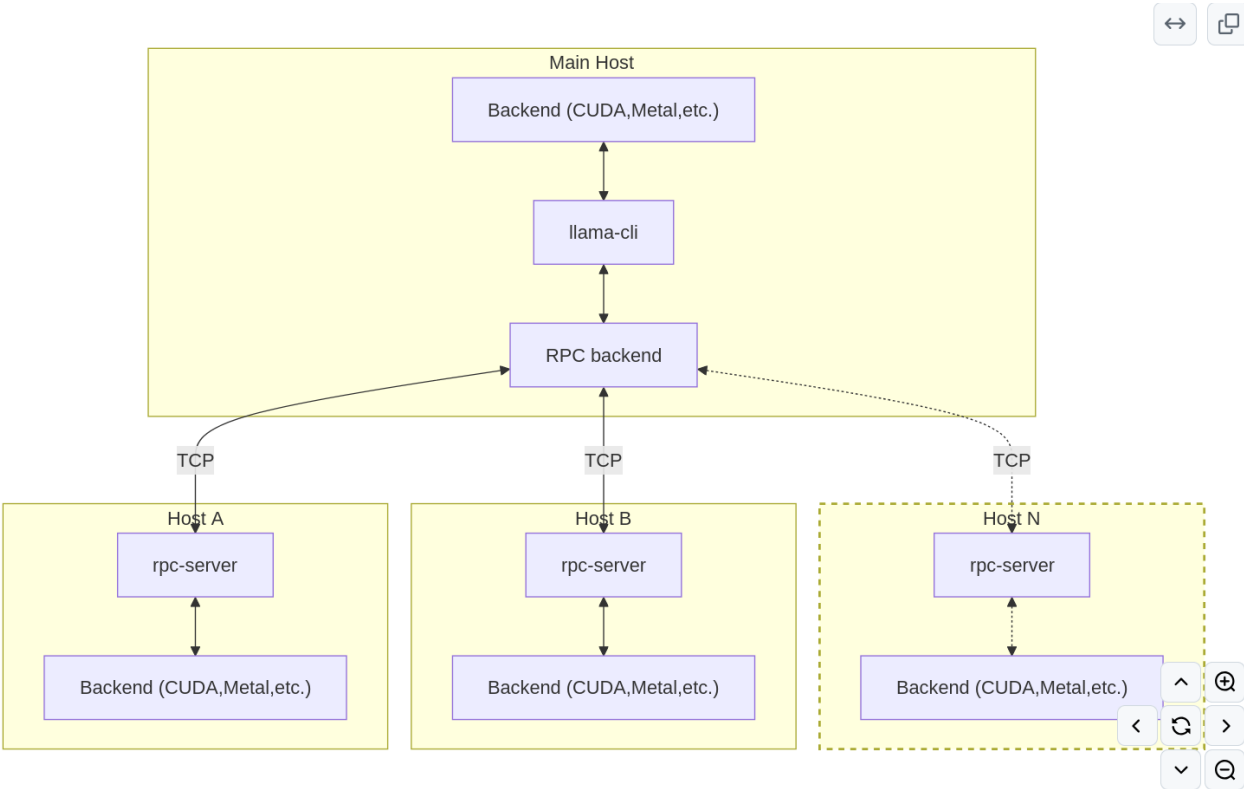 Main Host
Backend (CUDA,Metal,etc.)
llama-cli
RPC backend
TCP
TCP
TCP
Host A
Host B
Host N
rpc-server
rpc-server
rpc-server
Backend (CUDA,Metal,etc.)
Backend (CUDA,Metal,etc.)
Backend (CUDA,Metal,etc.)